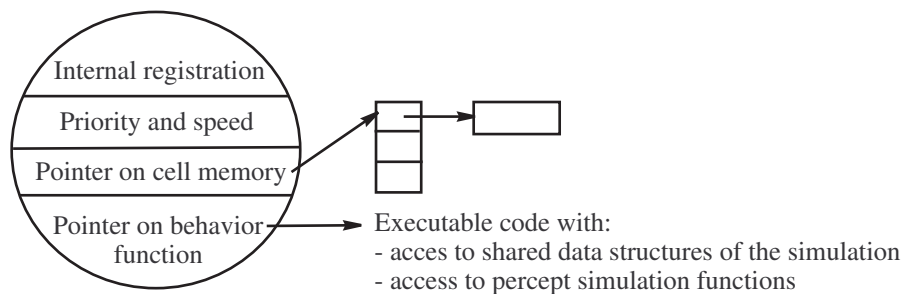 Internal registration
Priority and speed
Pointer on cell memory
Pointer on behavior
function
Executable code with:
- acces to shared data structures of the simulation
- access to percept simulation functions